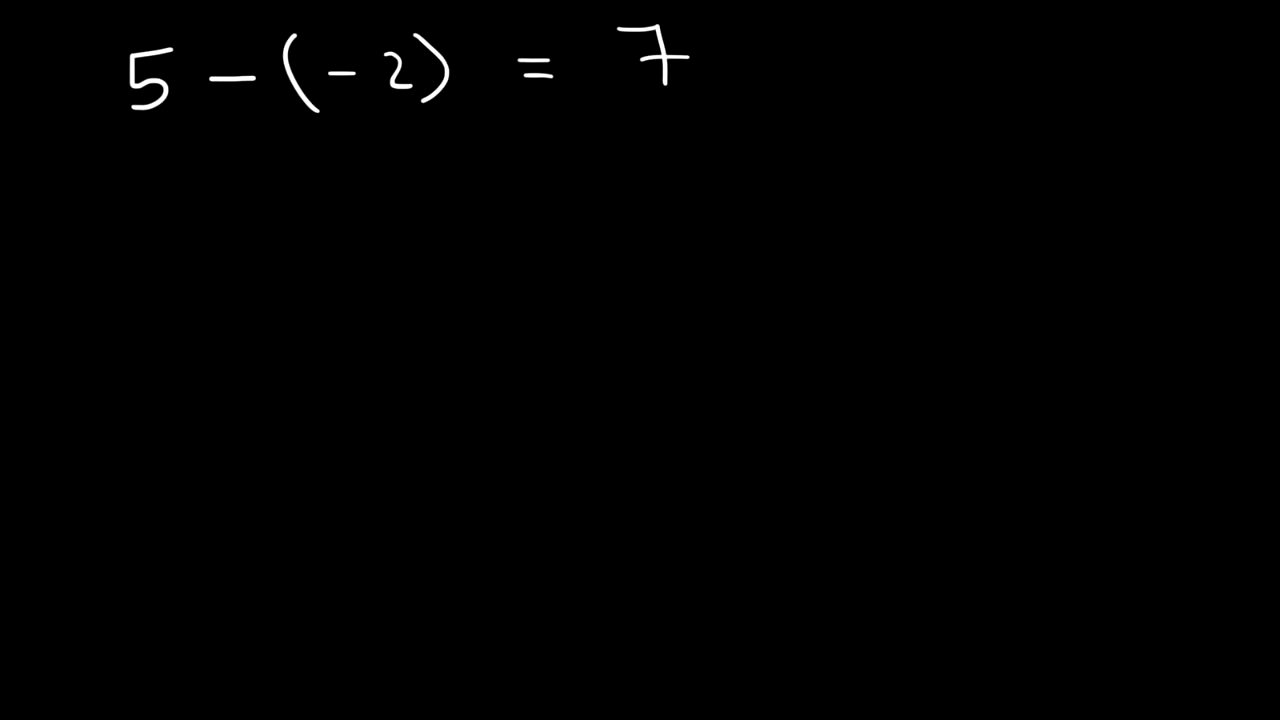 5 - (-2) = 7